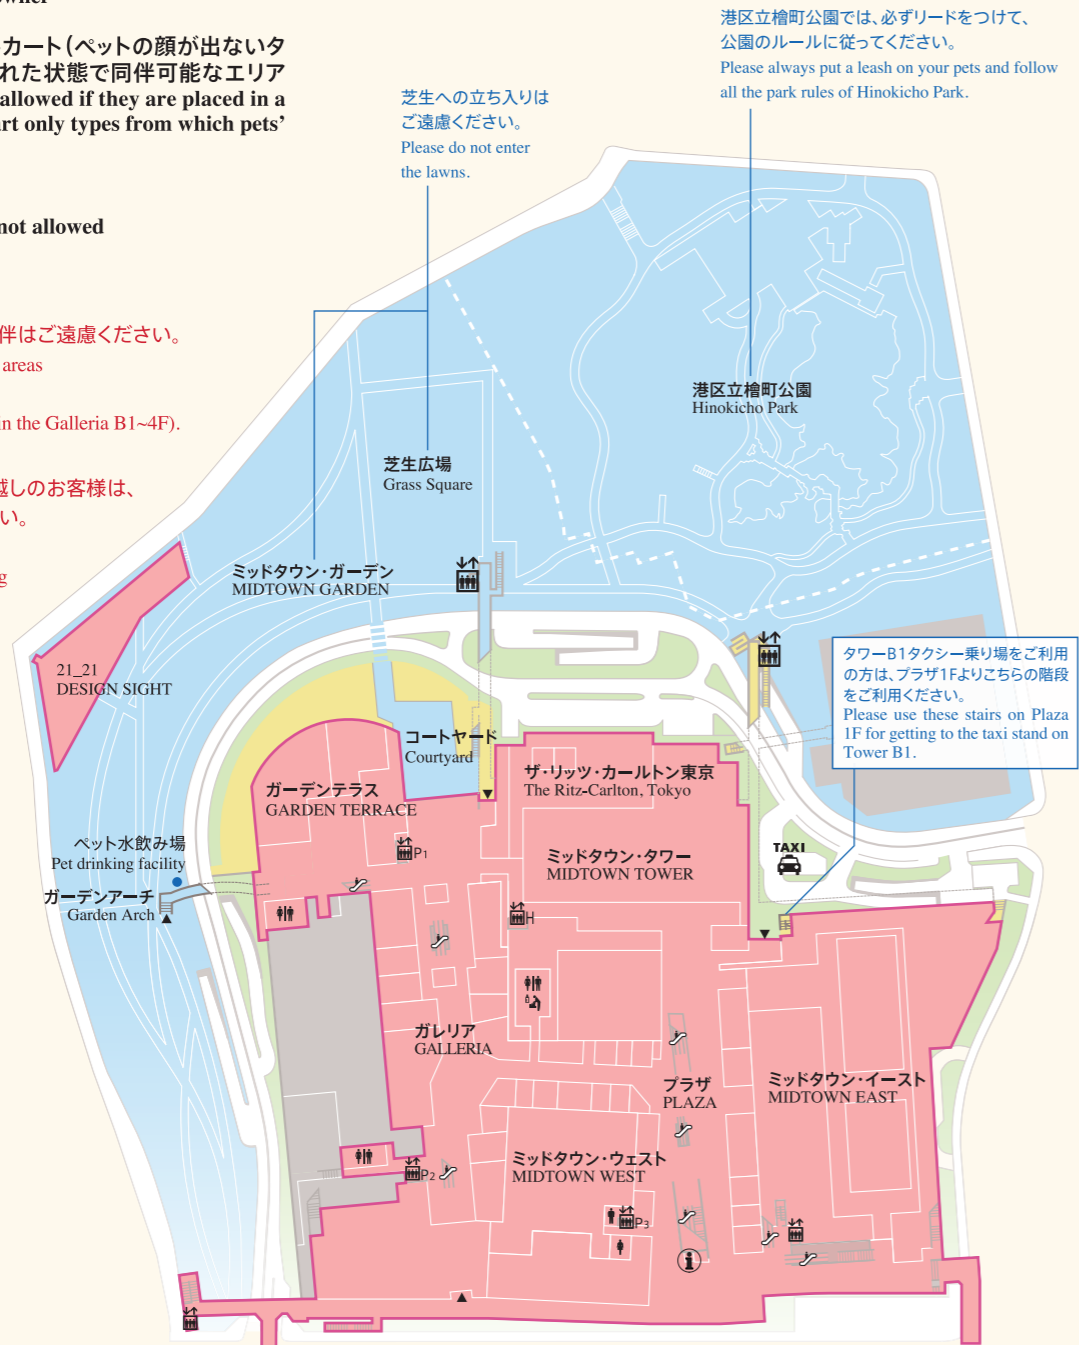 owner
カート（ペットの顔が出ないタ
れた状態で同伴可能なエリア
allowed if they are placed in a
art only types from which pets'
not allowed
伴はご遠慮ください。
areas
in the Galleria B1~4F).
越しのお客様は、
い。
g
芝生への立ち入りは
ご遠慮ください。
Please do not enter
the lawns.
港区立檜町公園では、必ずリードをつけて、
公園のルールに従ってください。
Please always put a leash on your pets and follow
all the park rules of Hinokicho Park.
港区立檜町公園
Hinokicho Park
芝生広場
Grass Square
ミッドタウン・ガーデン
MIDTOWN GARDEN
21_21
DESIGN SIGHT
タワーB1タクシー乗り場をご利用
の方は、プラザ1Fよりこちらの階段
をご利用ください。
Please use these stairs on Plaza
1F for getting to the taxi stand on
Tower B1.
コートヤード
Courtyard
ザ・リッツ・カールトン東京
The Ritz-Carlton, Tokyo
ガーデンテラス
GARDEN TERRACE
ペット水飲み場
Pet drinking facility
P1
ミッドタウン・タワー
MIDTOWN TOWER
TAXI
ガーデンアーチ
Garden Arch
H
ガレリア
GALLERIA
プラザ
PLAZA
ミッドタウン・イースト
MIDTOWN EAST
ミッドタウン・ウェスト
MIDTOWN WEST
P2
P3
i